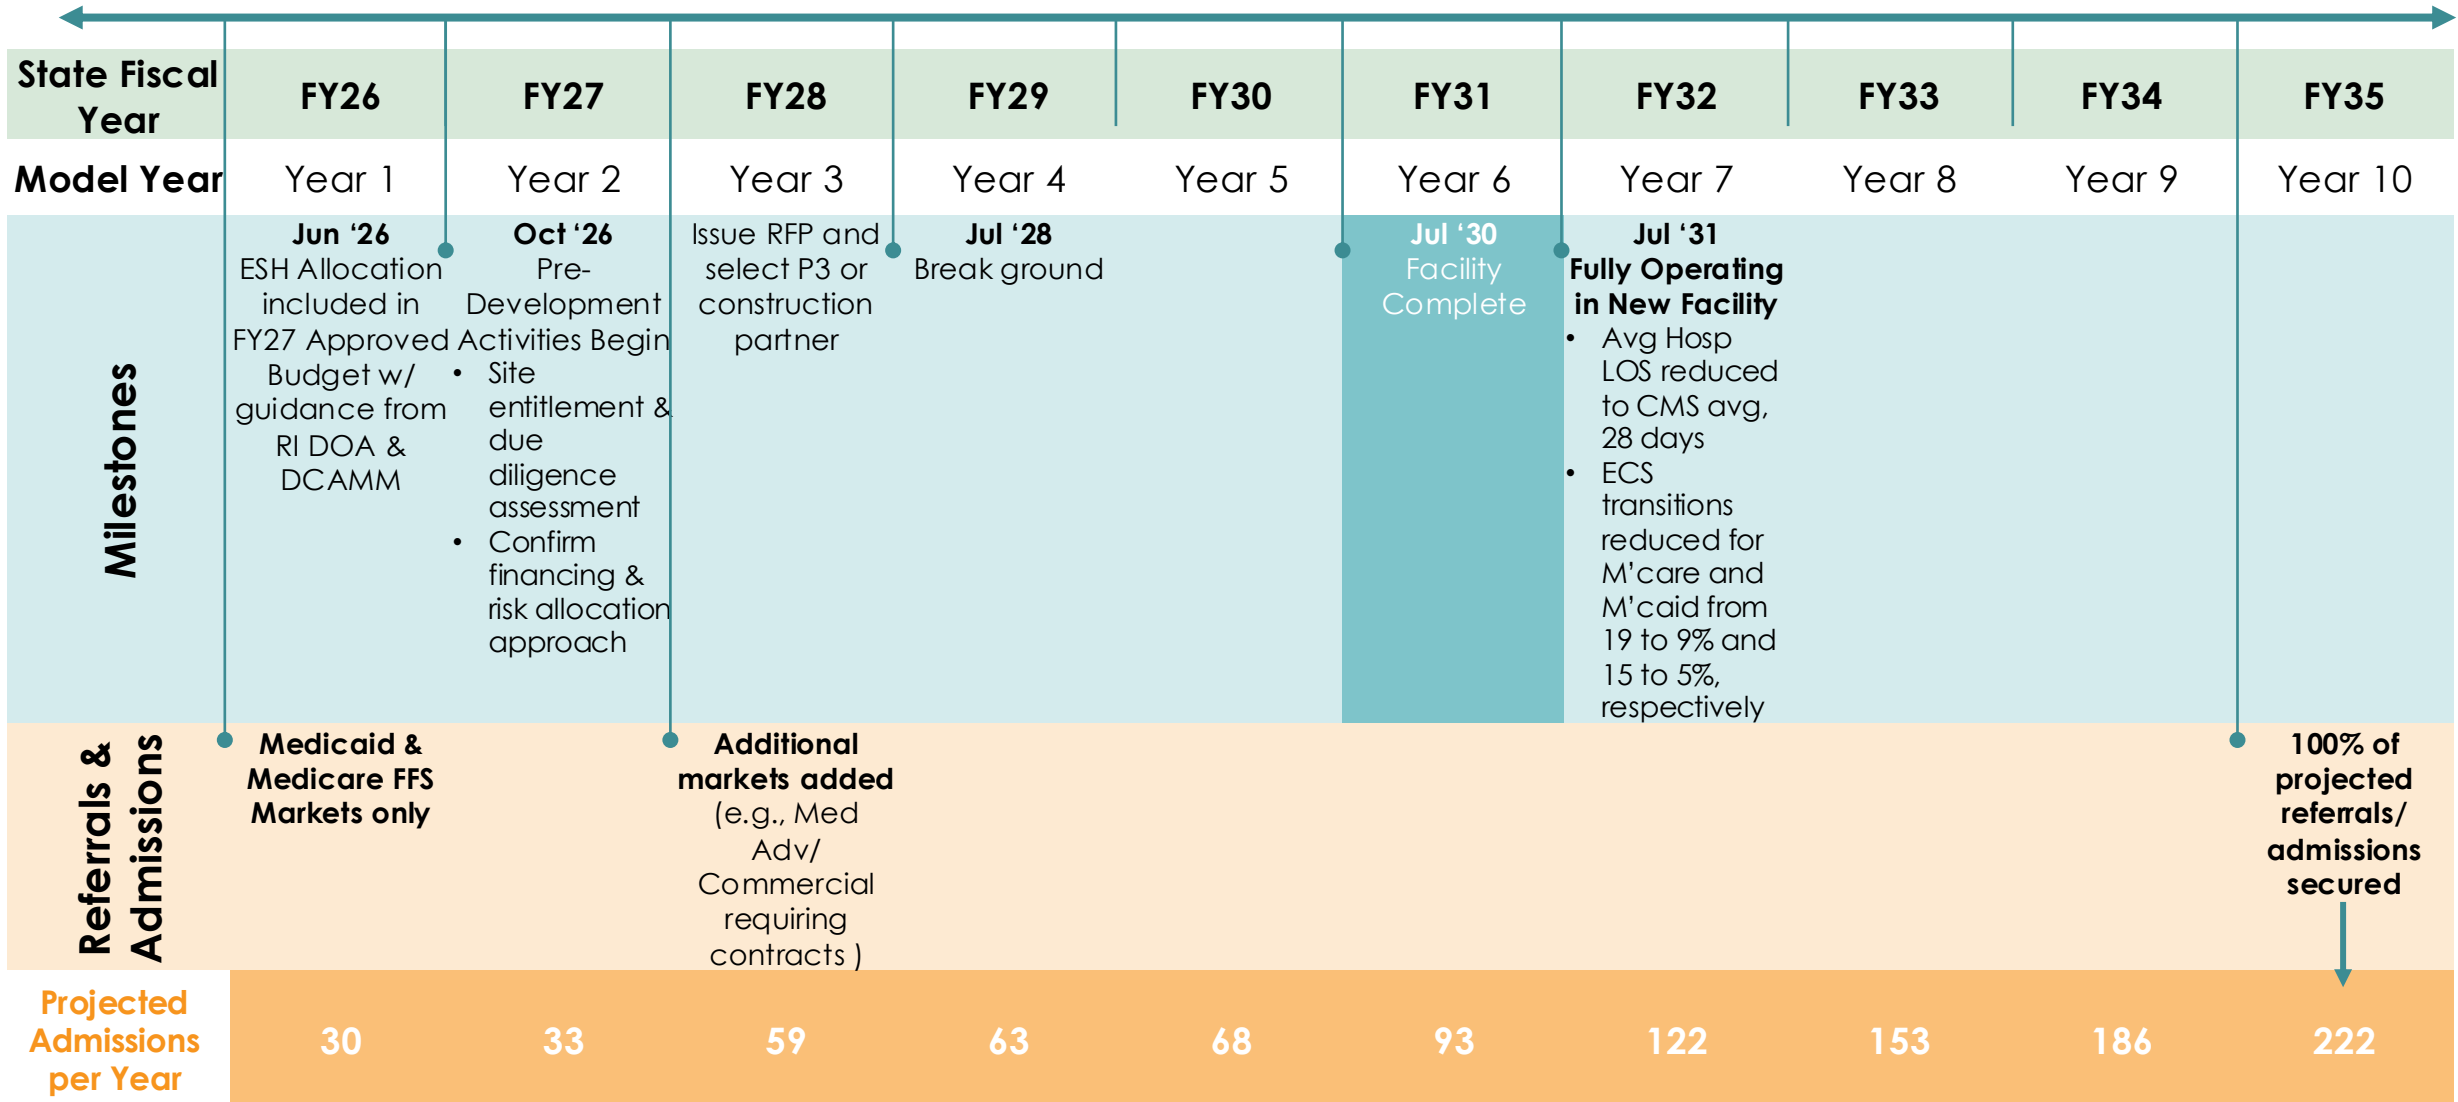 State Fiscal
Year
FY26
FY27
FY28
FY29
FY30
FY31
FY32
FY33
FY34
FY35
Model Year
Year 1
Year 2
Year 3
Year 4
Year 5
Year 6
Year 7
Year 8
Year 9
Year 10
Milestones
Jun ‘26
ESH Allocation
included in
FY27 Approved
Budget w/
guidance from
RI DOA &
DCAMM
Oct ‘26
Pre-
Development
Activities Begin
• Site
entitlement &
due
diligence
assessment
• Confirm
financing &
risk allocation
approach
Issue RFP and
select P3 or
construction
partner
Jul ‘28
Break ground
Jul ‘30
Facility
Complete
Jul ‘31
Fully Operating
in New Facility
• Avg Hosp
LOS reduced
to CMS avg,
28 days
• ECS
transitions
reduced for
M’care and
M’caid from
19 to 9% and
15 to 5%,
respectively
Referrals &
Admissions
Medicaid &
Medicare FFS
Markets only
Additional
markets added
(e.g., Med
Adv/
Commercial
requiring
contracts )
100% of
projected
referrals/
admissions
secured
Projected
Admissions
per Year
30
33
59
63
68
93
122
153
186
222